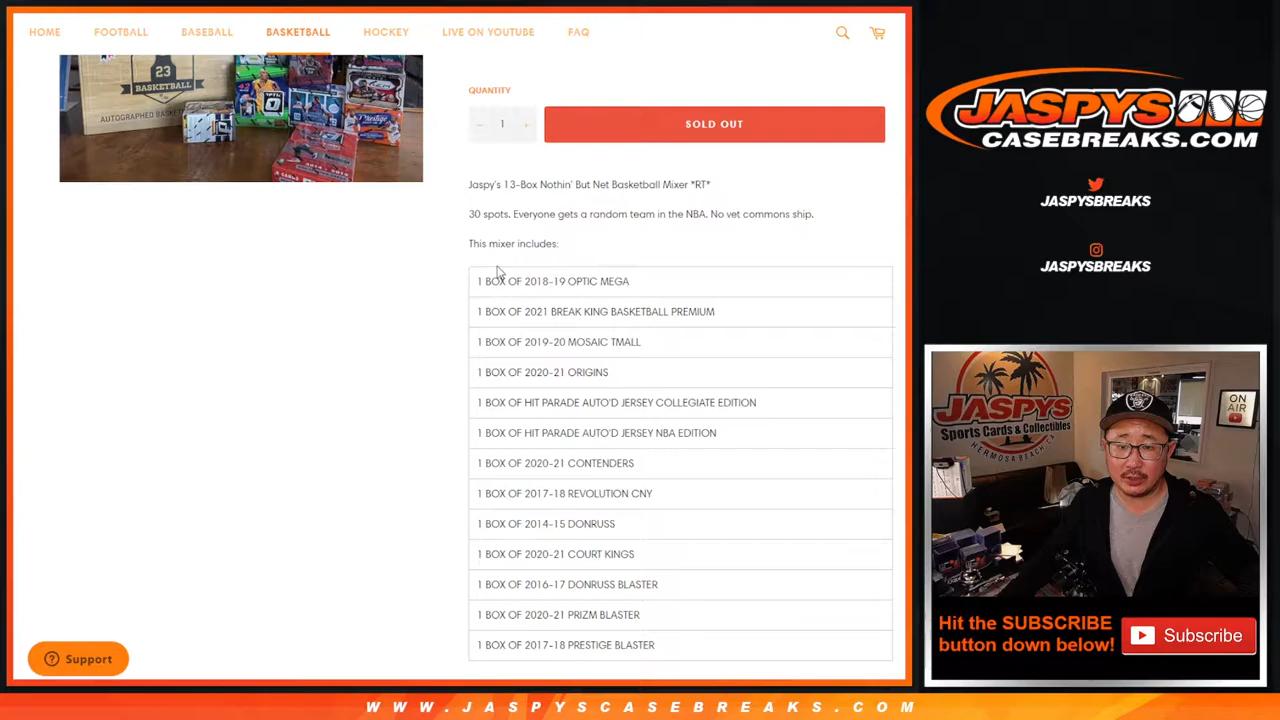 HOME FOOTBALL BASEBALL BASKETBALL HOCKEY LIVE ON YOUTUBE FAQ
23
BASKETBALL
AUTOGRAPHED
QUANTITY
1
SOLD OUT
Jaspy's 13-Box Nothin' But Net Basketball Mixer *RT*
30 spots. Everyone gets a random team in the NBA. No vet commons ship.
This mixer includes:
1 BOX OF 2018-19 OPTIC MEGA
1 BOX OF 2021 BREAK KING BASKETBALL PREMIUM
1 BOX OF 2019-20 MOSAIC TMALL
1 BOX OF 2020-21 ORIGINS
1 BOX OF HIT PARADE AUTO'D JERSEY COLLEGIATE EDITION
1 BOX OF HIT PARADE AUTO'D JERSEY NBA EDITION
1 BOX OF 2020-21 CONTENDERS
1 BOX OF 2017-18 REVOLUTION CNY
1 BOX OF 2014-15 DONRUSS
1 BOX OF 2020-21 COURT KINGS
1 BOX OF 2016-17 DONRUSS BLASTER
1 BOX OF 2020-21 PRIZM BLASTER
1 BOX OF 2017-18 PRESTIGE BLASTER
Support
JASPYS
CASEBREAKS.COM
JASPYSBREAKS
JASPYSBREAKS
JASPYS
Sports Cards & Collectibles
HERMOSA BEACH, CA
ON
AIR
Hit the SUBSCRIBE
button down below!
Subscribe
WWW.JASPYSCASEBREAKS.COM